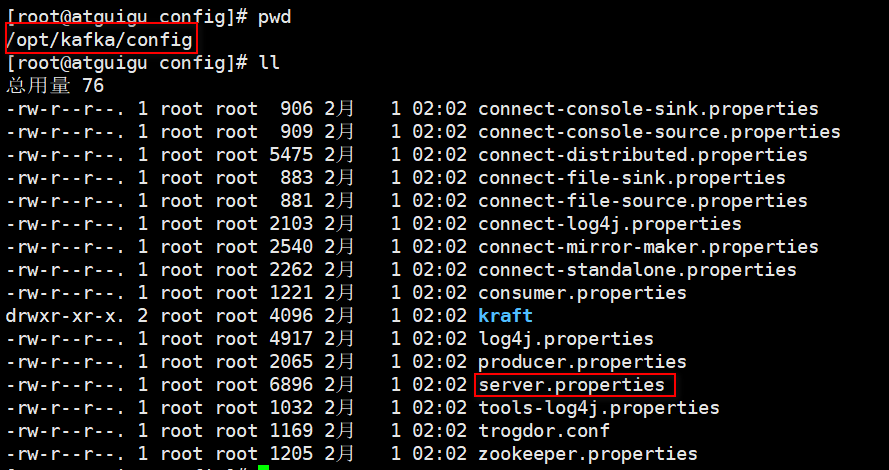 [root@atguigu config]# pwd
/opt/kafka/config
[root@atguigu config]# ll
总用量 76
-rw-r--r--. 1 root root  906 2月   1 02:02 connect-console-sink.properties
-rw-r--r--. 1 root root  909 2月   1 02:02 connect-console-source.properties
-rw-r--r--. 1 root root 5475 2月   1 02:02 connect-distributed.properties
-rw-r--r--. 1 root root  883 2月   1 02:02 connect-file-sink.properties
-rw-r--r--. 1 root root  881 2月   1 02:02 connect-file-source.properties
-rw-r--r--. 1 root root 2103 2月   1 02:02 connect-log4j.properties
-rw-r--r--. 1 root root 2540 2月   1 02:02 connect-mirror-maker.properties
-rw-r--r--. 1 root root 2262 2月   1 02:02 connect-standalone.properties
-rw-r--r--. 1 root root 1221 2月   1 02:02 consumer.properties
drwxr-xr-x. 2 root root 4096 2月   1 02:02 kraft
-rw-r--r--. 1 root root 4917 2月   1 02:02 log4j.properties
-rw-r--r--. 1 root root 2065 2月   1 02:02 producer.properties
-rw-r--r--. 1 root root 6896 2月   1 02:02 server.properties
-rw-r--r--. 1 root root 1032 2月   1 02:02 tools-log4j.properties
-rw-r--r--. 1 root root 1169 2月   1 02:02 trogdor.conf
-rw-r--r--. 1 root root 1205 2月   1 02:02 zookeeper.properties